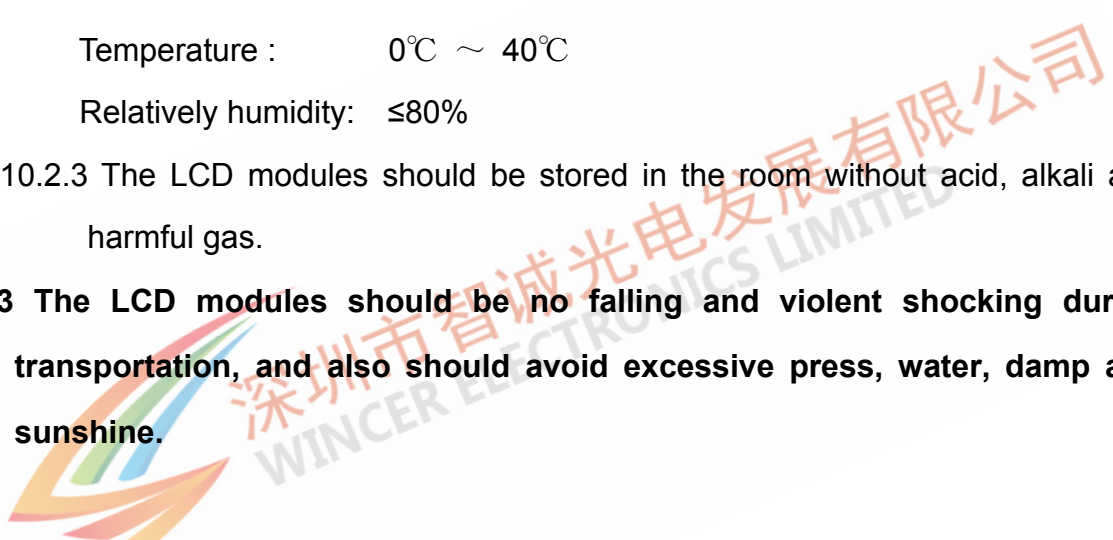 Temperature : 0℃ ～ 40℃
Relatively humidity: ≤80%
10.2.3 The LCD modules should be stored in the room without acid, alkali a
harmful gas.
3 The LCD modules should be no falling and violent shocking dur
transportation, and also should avoid excessive press, water, damp a
sunshine.
深圳市智诚光电发展有限公司
WINCER ELECTRONICS LIMITED